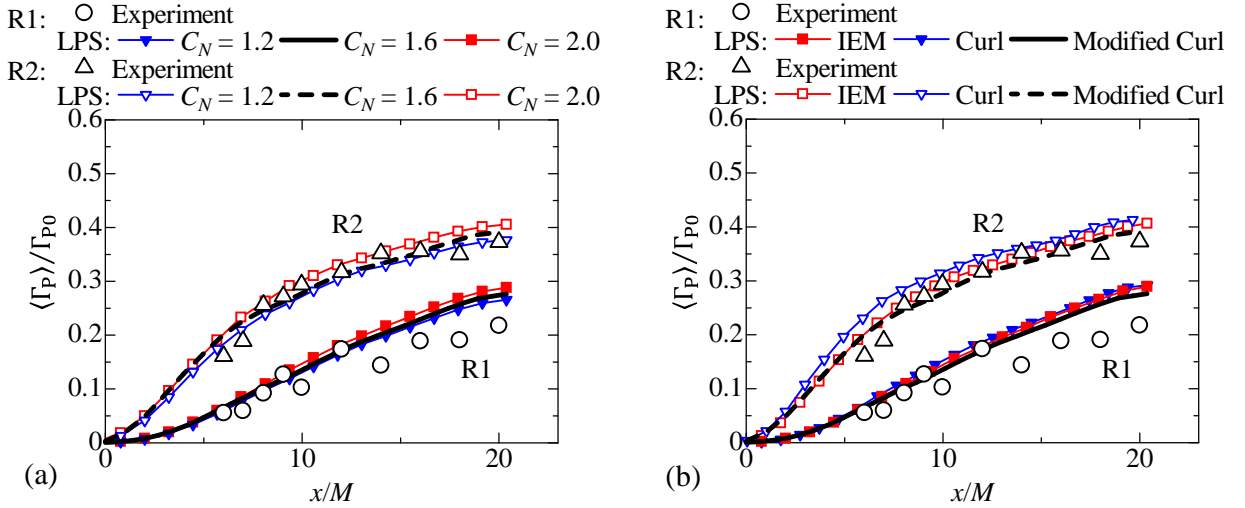 R1: Experiment
LPS: C_N = 1.2 C_N = 1.6 C_N = 2.0
R2: Experiment
LPS: C_N = 1.2 C_N = 1.6 C_N = 2.0
0.6
0.5
0.4
0.3
0.2
0.1
0
⟨Γ_P⟩/Γ_P0
R2
R1
0 10 20
x/M
(a)
R1: Experiment
LPS: IEM Curl Modified Curl
R2: Experiment
LPS: IEM Curl Modified Curl
0.6
0.5
0.4
0.3
0.2
0.1
0
⟨Γ_P⟩/Γ_P0
R2
R1
0 10 20
x/M
(b)